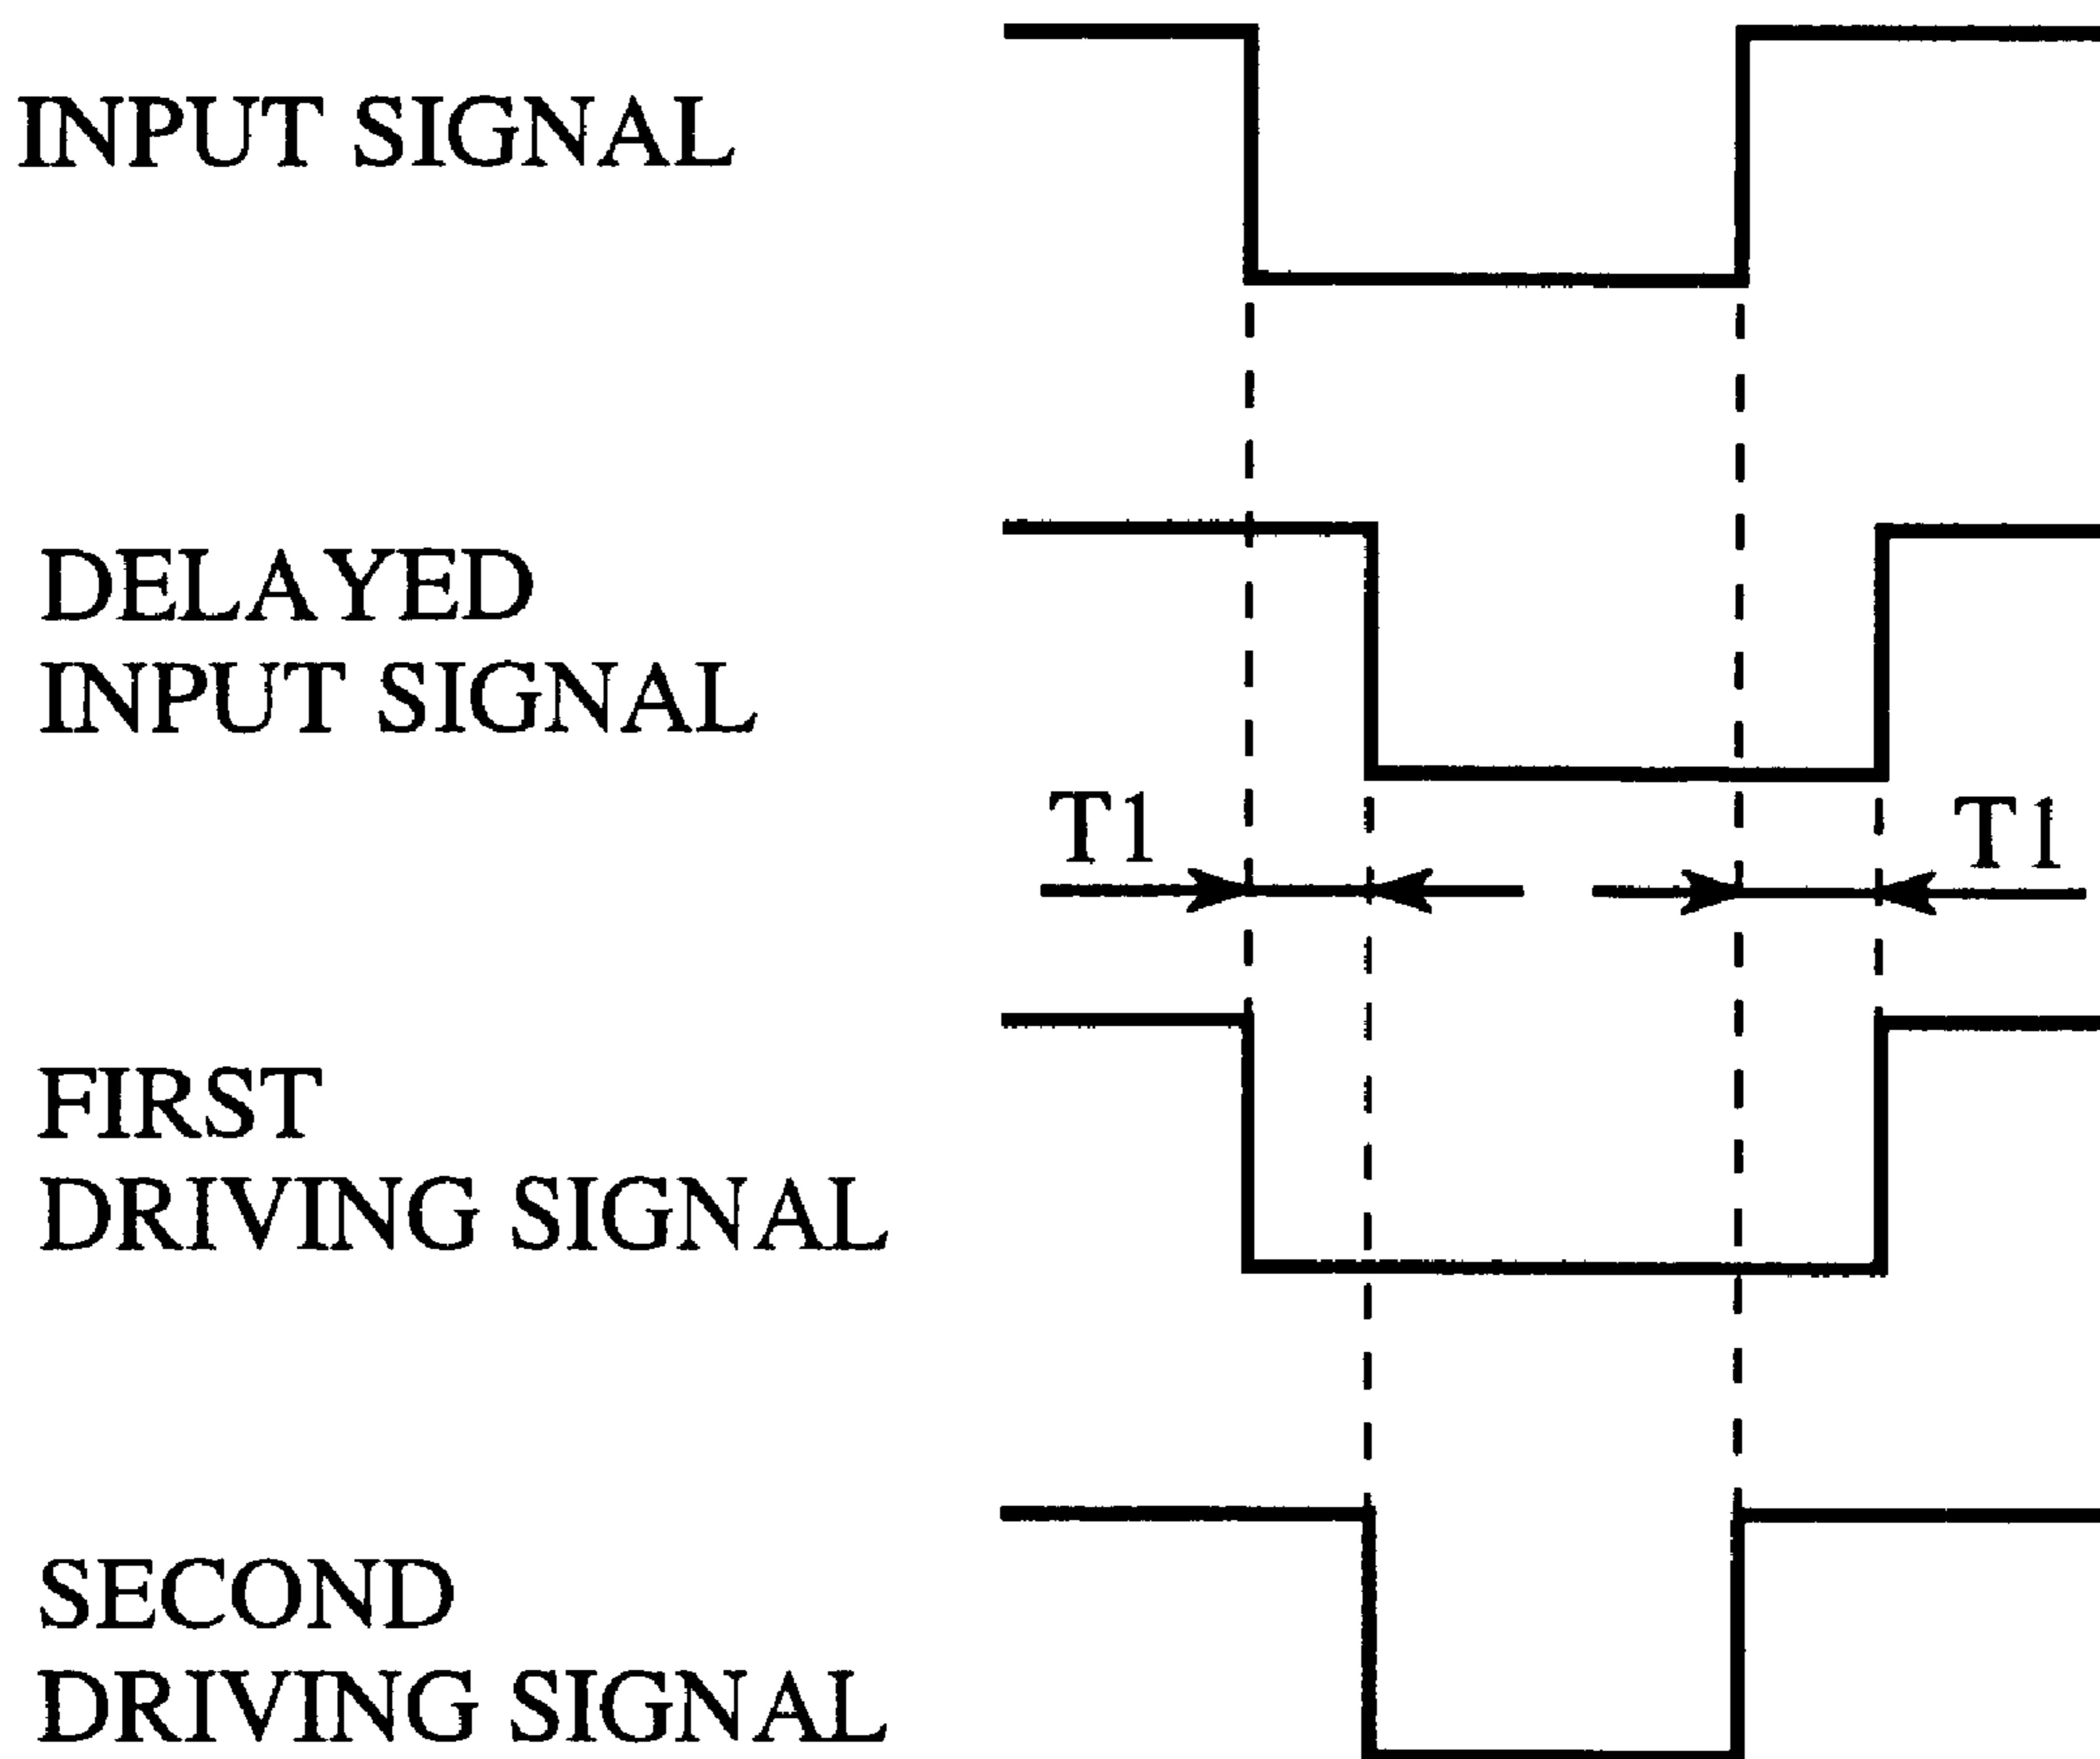 INPUT SIGNAL
DELAYED
INPUT SIGNAL
T1
T1
FIRST
DRIVING SIGNAL
SECOND
DRIVING SIGNAL